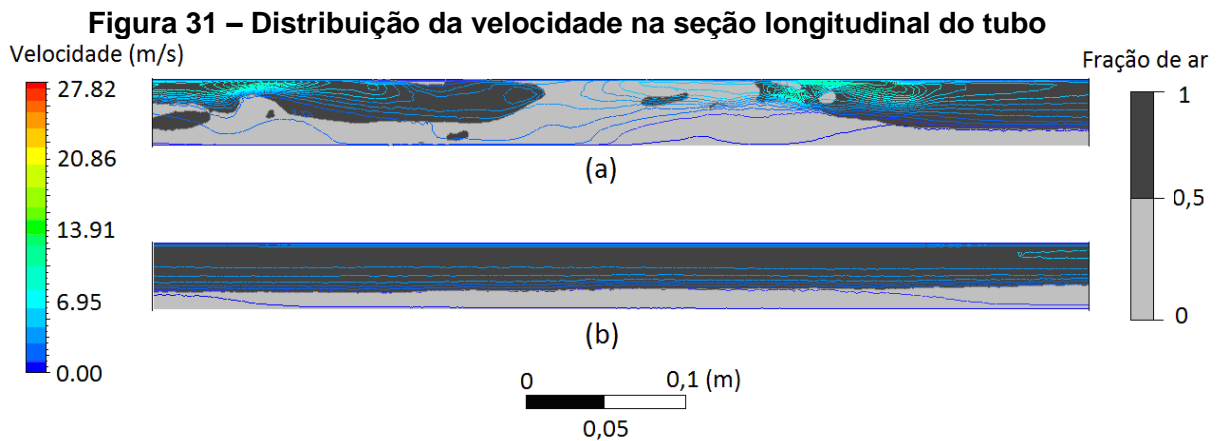 Figura 31 – Distribuição da velocidade na seção longitudinal do tubo
Velocidade (m/s)
27.82
20.86
13.91
6.95
0.00
(a)
(b)
Fração de ar
1
0,5
0
0
0,1 (m)
0,05